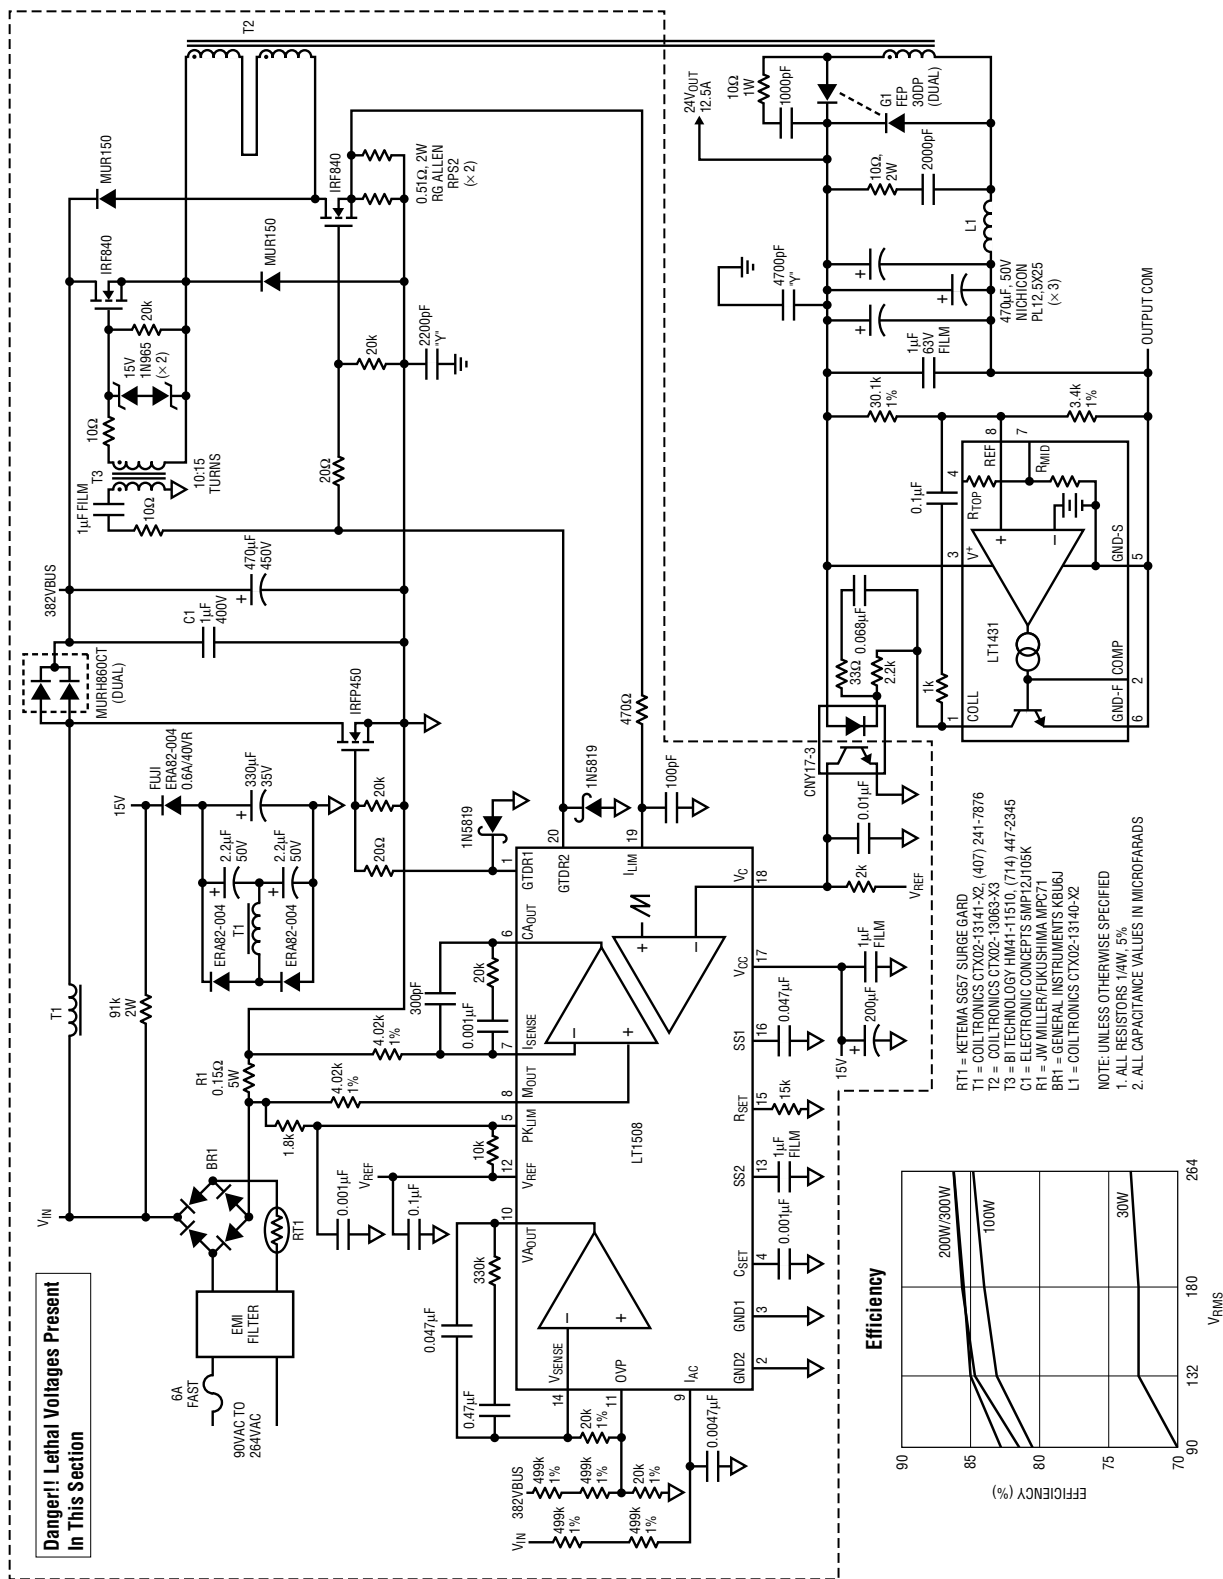 Danger!! Lethal Voltages Present
In This Section
90VAC TO
264VAC
6A
FAST
EMI
FILTER
RT1
BR1
VIN
91k
2W
T1
15V
FUJI
ERA82-004
0.6A/40VR
330µF
35V
+
2.2µF
50V
+
2.2µF
50V
+
ERA82-004
T1
ERA82-004
R1
0.15Ω
5W
MURH860CT
(DUAL)
382VBUS
C1
1µF
400V
470µF
450V
+
IRFP450
20k
20Ω
1µF FILM
T3
10Ω
10Ω
10:15
TURNS
15V
1N965
(× 2)
20k
IRF840
MUR150
MUR150
IRF840
T2
0.51Ω, 2W
RG ALLEN
RPS2
(× 2)
20Ω
20k
2200pF
"Y"
470Ω
1N5819
1N5819
100pF
1.8k
4.02k
1%
4.02k
1%
300pF
20k
0.001µF
0.001µF
VREF
0.1µF
10k
0.047µF
330k
0.47µF
VSENSE
14
OVP
11
IAC
9
VAOUT
10
VREF
12
PKLIM
5
MOUT
8
ISENSE
7
CAOUT
6
GTDR1
1
GTDR2
20
ILIM
19
VC
18
VCC
17
SS1
16
RSET
15
SS2
13
CSET
4
GND1
3
GND2
2
LT1508
382VBUS
499k
1%
499k
1%
20k
1%
20k
1%
VIN
499k
1%
499k
1%
0.0047µF
0.001µF
1µF
FILM
15k
0.047µF
15V
200µF
+
1µF
FILM
2k
VREF
0.01µF
CNY17-3
33Ω
0.068µF
2.2k
1k
0.1µF
30.1k
1%
3.4k
1%
1µF
63V
FILM
470µF, 50V
NICHICON
PL12,5X25
(× 3)
+
+
+
4700pF
"Y"
24VOUT
12.5A
10Ω
1W
1000pF
G1
FEP
30DP
(DUAL)
10Ω,
2W
2000pF
L1
OUTPUT COM
LT1431
COLL
1
COMP
2
V+
3
RTOP
4
GND-S
5
GND-F
6
RMID
7
REF
8
RT1 = KETEMA SG57 SURGE GARD
T1 = COILTRONICS CTX02-13141-X2, (407) 241-7876
T2 = COILTRONICS CTX02-13063-X3
T3 = BI TECHNOLOGY HM41-11510, (714) 447-2345
C1 = ELECTRONIC CONCEPTS 5MP12J105K
R1 = JW MILLER/FUKUSHIMA MPC71
BR1 = GENERAL INSTRUMENTS KBU6J
L1 = COILTRONICS CTX02-13140-X2
NOTE: UNLESS OTHERWISE SPECIFIED
1. ALL RESISTORS 1/4W, 5%
2. ALL CAPACITANCE VALUES IN MICROFARADS
Efficiency
EFFICIENCY (%)
90
85
80
75
70
200W/300W
100W
30W
90
132
180
264
VRMS